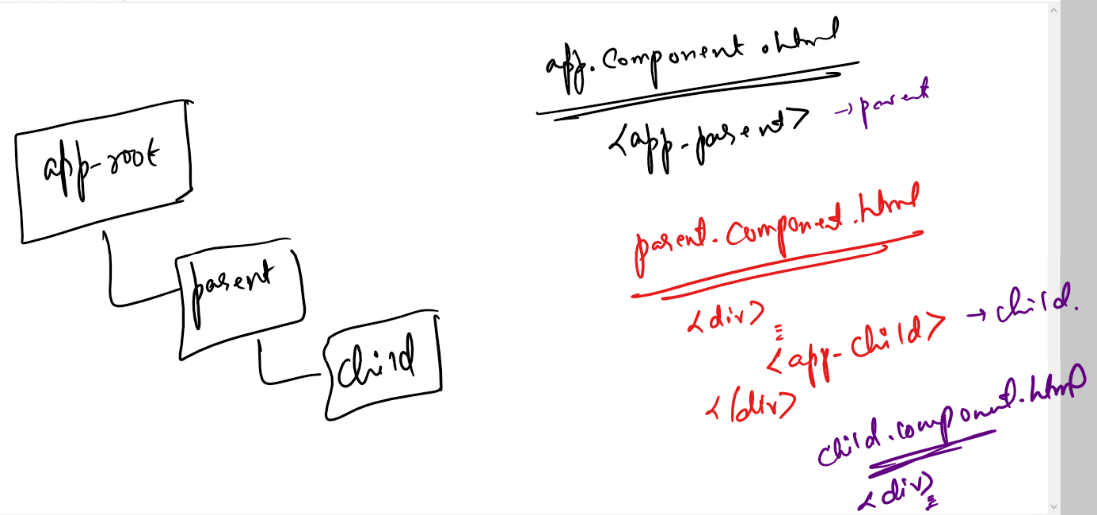 app-root
parent
child
app.component.html
<app-parent> → parent
parent.component.html
<div>
<app-child> → child.
</div>
child.component.html
<div>